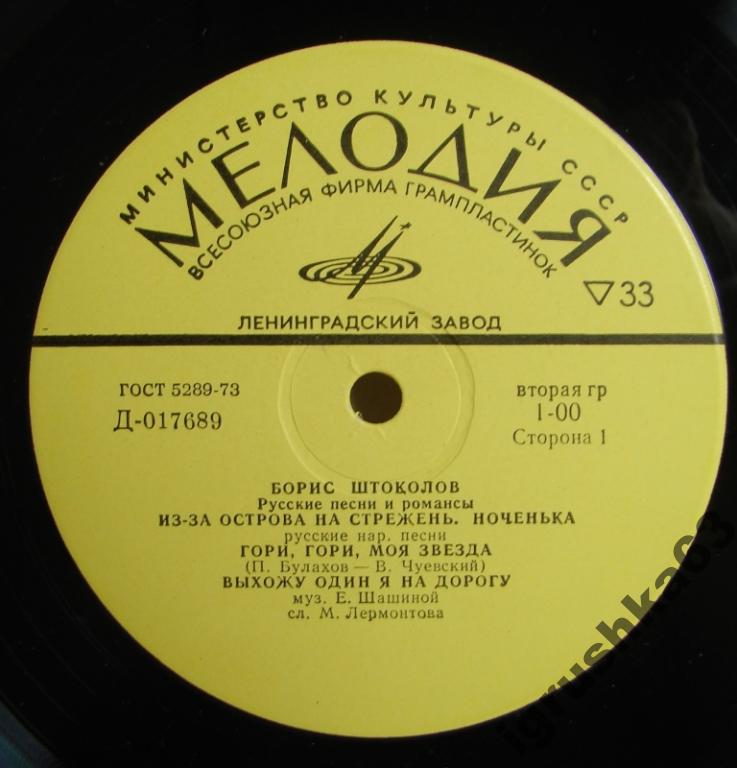 МИНИСТЕРСТВО КУЛЬТУРЫ СССР
МЕЛОДИЯ
ВСЕСОЮЗНАЯ ФИРМА ГРАМПЛАСТИНОК
▽33
ЛЕНИНГРАДСКИЙ ЗАВОД
ГОСТ 5289-73
Д-017689
вторая гр
1-00
Сторона 1
БОРИС ШТОКОЛОВ
Русские песни и романсы
ИЗ-ЗА ОСТРОВА НА СТРЕЖЕНЬ. НОЧЕНЬКА
русские нар. песни
ГОРИ, ГОРИ, МОЯ ЗВЕЗДА
(П. Булахов — В. Чуевский)
ВЫХОЖУ ОДИН Я НА ДОРОГУ
муз. Е. Шашиной
сл. М. Лермонтова
igrushka63